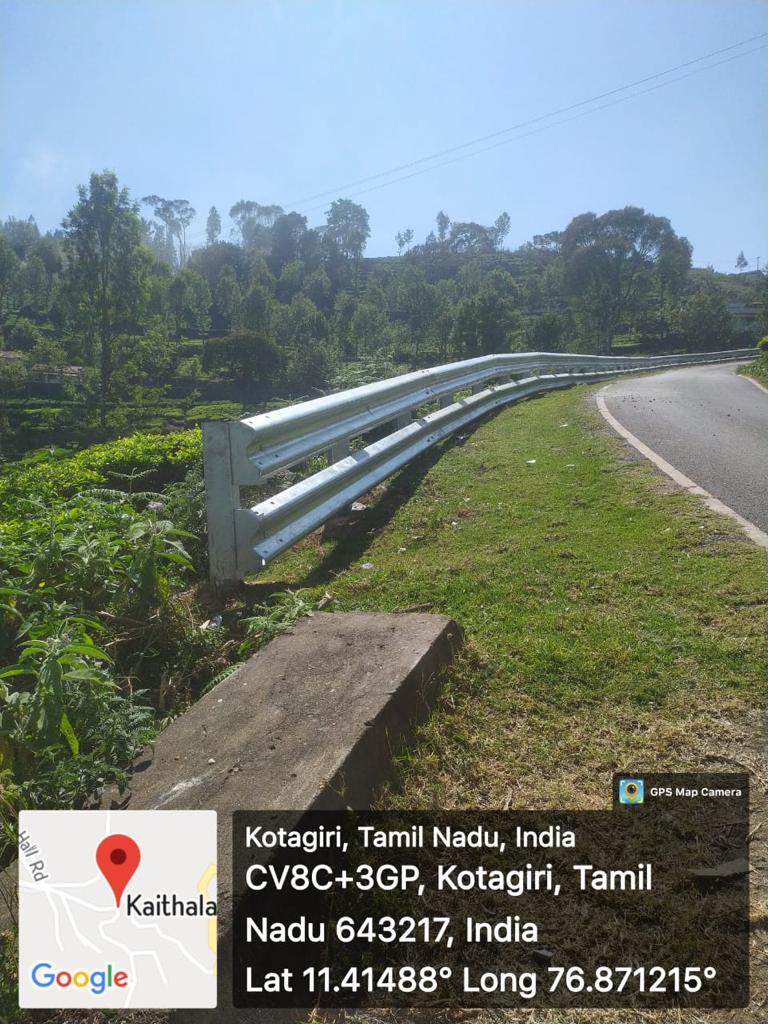 GPS Map Camera
Kotagiri, Tamil Nadu, India
CV8C+3GP, Kotagiri, Tamil
Nadu 643217, India
Lat 11.41488° Long 76.871215°
Hall Rd
Kaithala
Google